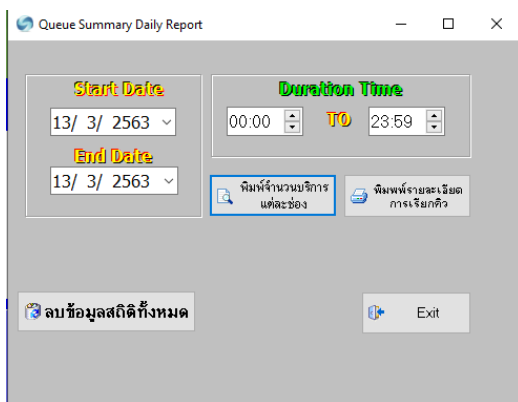 Queue Summary Daily Report
Start Date
13/ 3/ 2563
End Date
13/ 3/ 2563
Duration Time
00:00 TO 23:59
พิมพ์จำนวนบริการ
แต่ละช่อง
พิมพพ์รายละเอียด
การเรียกคิว
ลบข้อมูลสถิติทั้งหมด
Exit